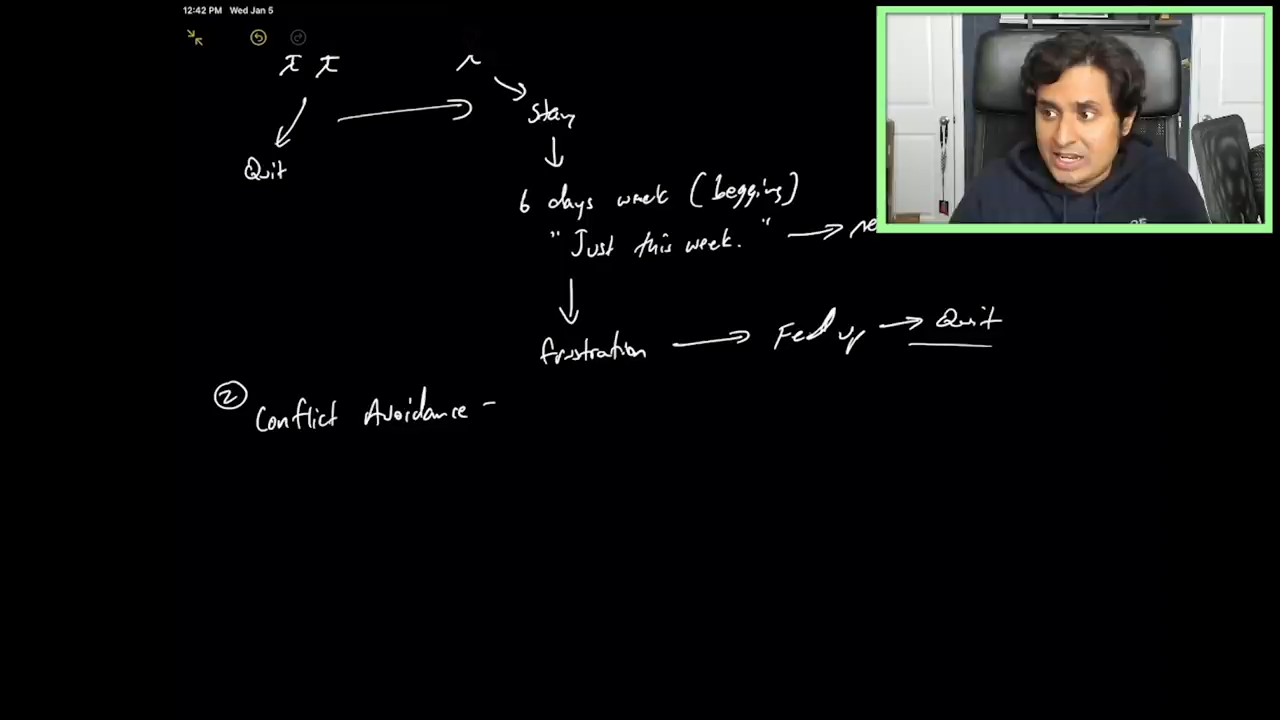 12:42 PM Wed Jan 5
Stay
Quit
6 days week (begging)
"Just this week." → re
frustration → Fed up → Quit
② Conflict Avoidance -